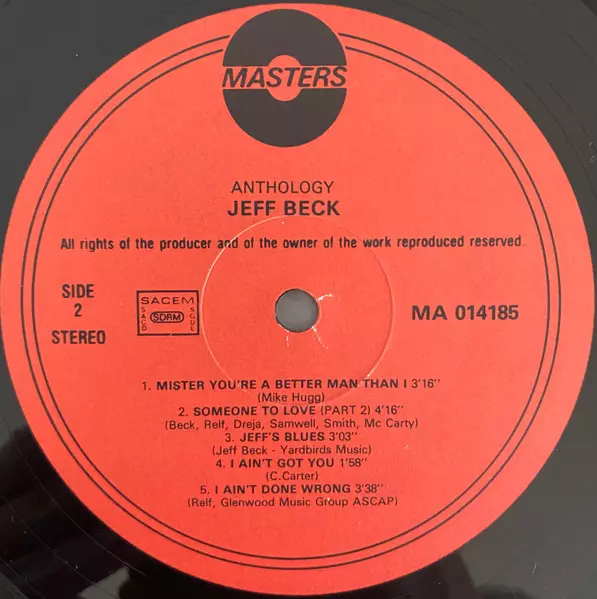 MASTERS
ANTHOLOGY
JEFF BECK
All rights of the producer and of the owner of the work reproduced reserved.
SIDE
2
STEREO
SACEM
SACD
SDRM
SGDL
MA 014185
1. MISTER YOU'RE A BETTER MAN THAN I 3'16''
(Mike Hugg)
2. SOMEONE TO LOVE (PART 2) 4'16''
(Beck, Relf, Dreja, Samwell, Smith, Mc Carty)
3. JEFF'S BLUES 3'03''
(Jeff Beck - Yardbirds Music)
4. I AIN'T GOT YOU 1'58''
(C.Carter)
5. I AIN'T DONE WRONG 3'38''
(Relf, Glenwood Music Group ASCAP)